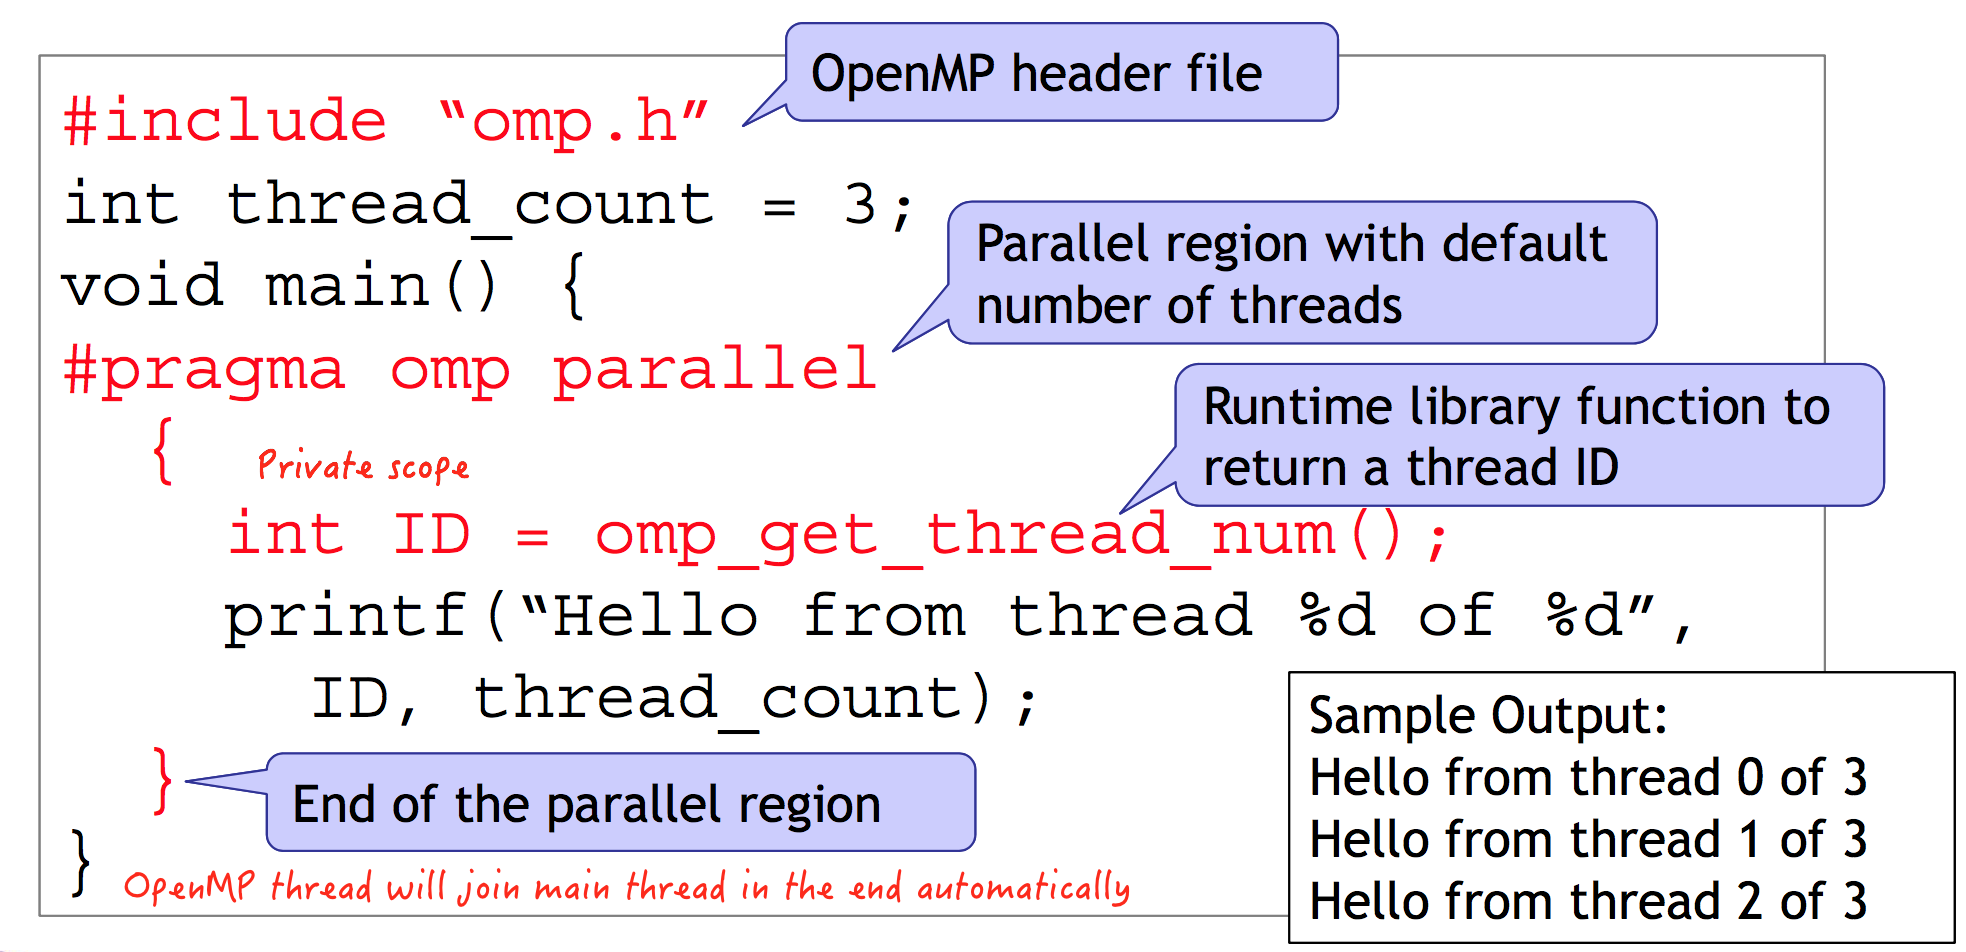 OpenMP header file
#include “omp.h”
int thread_count = 3;
void main() {
Parallel region with default
number of threads
#pragma omp parallel
{
Private scope
Runtime library function to
return a thread ID
int ID = omp_get_thread_num();
printf(“Hello from thread %d of %d”,
ID, thread_count);
}
End of the parallel region
}
OpenMP thread will join main thread in the end automatically
Sample Output:
Hello from thread 0 of 3
Hello from thread 1 of 3
Hello from thread 2 of 3